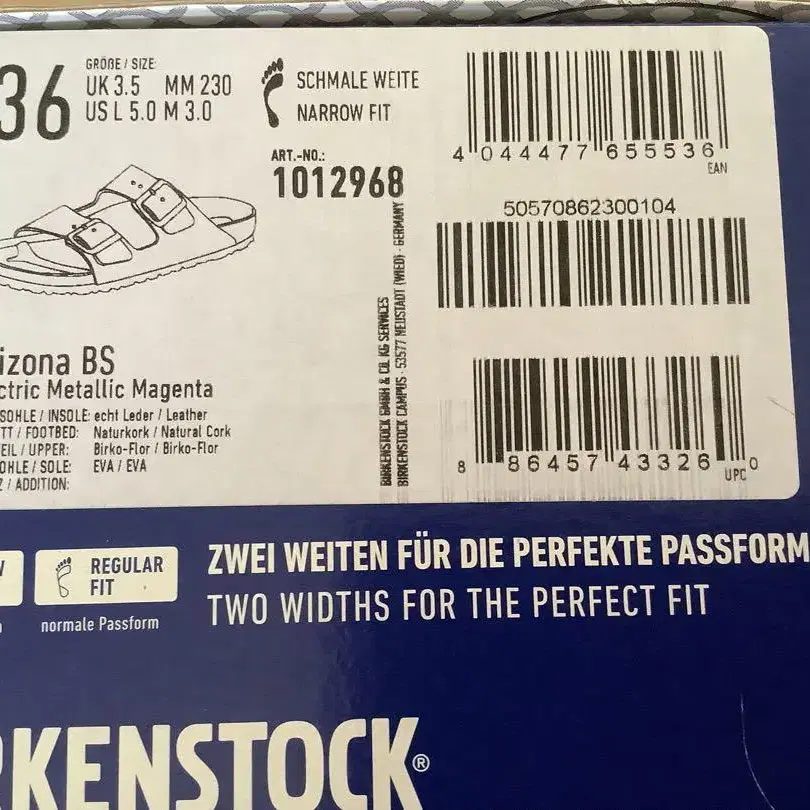 36
GRÖßE / SIZE:
UK 3.5 MM 230
US L 5.0 M 3.0
SCHMALE WEITE
NARROW FIT
ART.-NO.:
1012968
4 044477 655536
EAN
50570862300104
BIRKENSTOCK GMBH & CO. KG SERVICES
BIRKENSTOCK CAMPUS · 53577 NEUSTADT (WIED) · GERMANY
izona BS
ctric Metallic Magenta
SOHLE / INSOLE: echt Leder / Leather
TT / FOOTBED: Naturkork / Natural Cork
EIL / UPPER: Birko-Flor / Birko-Flor
OHLE / SOLE: EVA / EVA
Z / ADDITION:
8 86457 43326 0
UPC
W
REGULAR
FIT
normale Passform
ZWEI WEITEN FÜR DIE PERFEKTE PASSFORM
TWO WIDTHS FOR THE PERFECT FIT
RKENSTOCK®